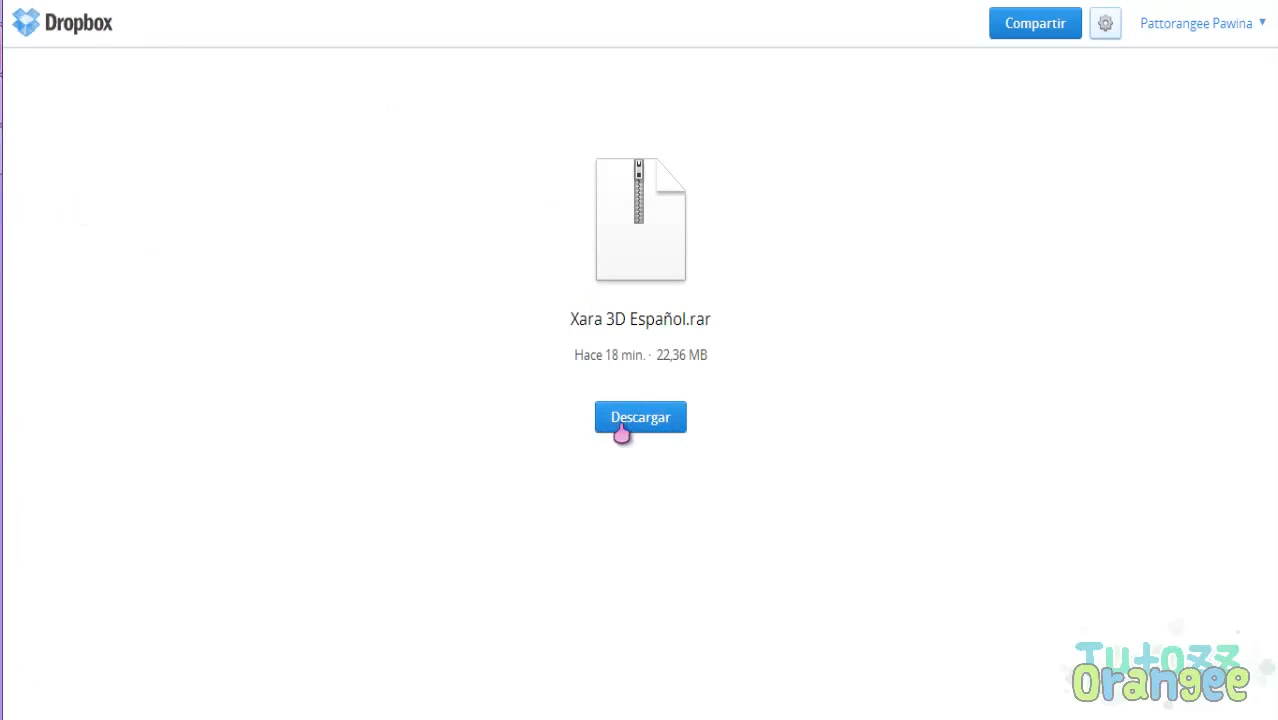 Dropbox
Compartir
Pattorangee Pawina
Xara 3D Español.rar
Hace 18 min. · 22,36 MB
Descargar
Tutozz
Orangee